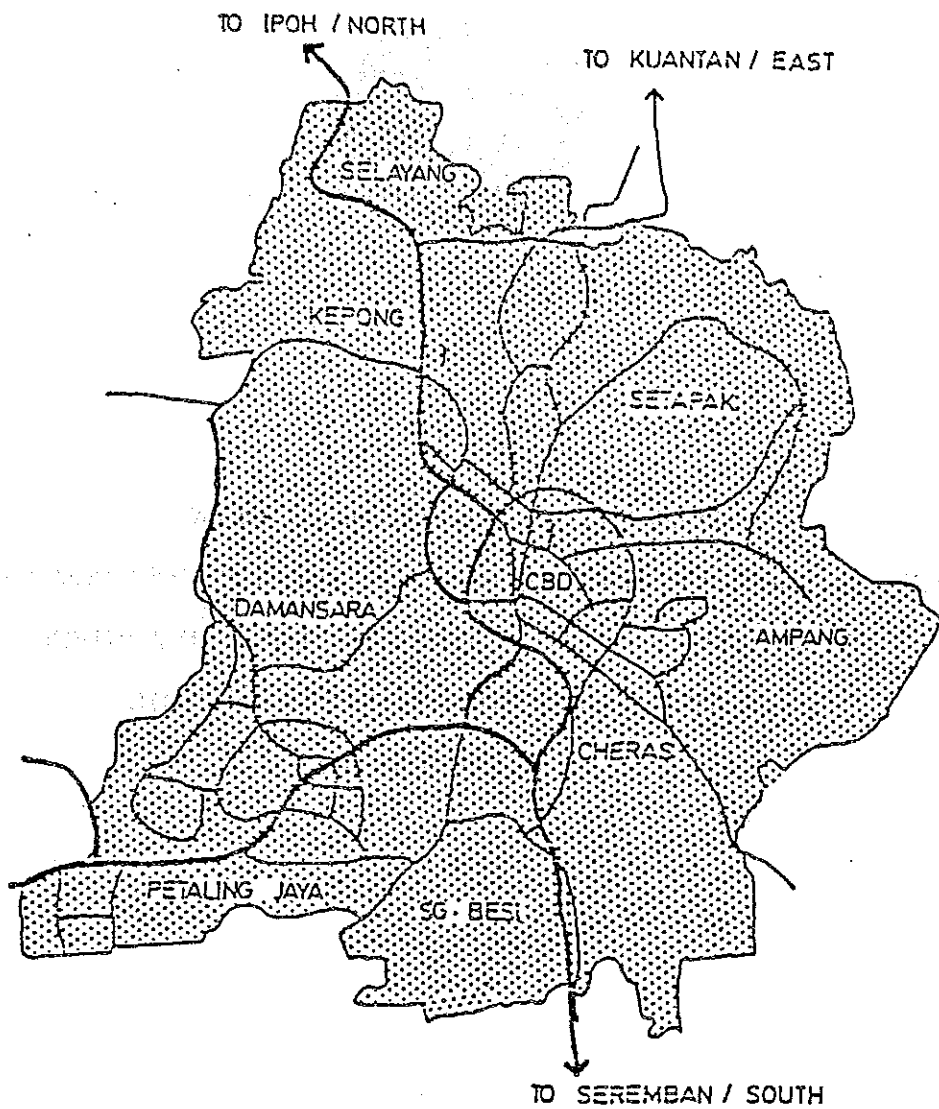 TO IPOH / NORTH
TO KUANTAN / EAST
SELAYANG
KEPONG
SETAPAK
CBD
DAMANSARA
AMPANG
CHERAS
PETALING JAYA
SG. BESI
TO SEREMBAN / SOUTH